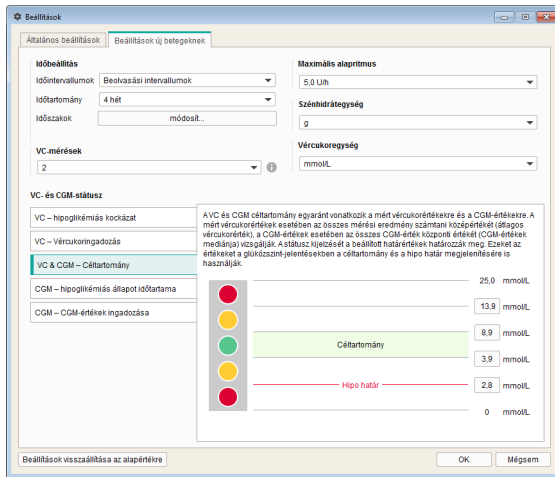 Beállítások
Általános beállítások
Beállítások új betegeknek
Időbeállítás
Időintervallumok
Beolvasási intervallumok
Időtartomány
4 hét
Időszakok
módosít...
VC-mérések
2
Maximális alapritmus
5,0 U/h
Szénhidrátegység
g
Vércukoregység
mmol/L
VC- és CGM-státusz
VC – hipoglikémiás kockázat
VC – Vércukoringadozás
VC & CGM – Céltartomány
CGM – hipoglikémiás állapot időtartama
CGM – CGM-értékek ingadozása
A VC és CGM céltartomány egyaránt vonatkozik a mért vércukorértékekre és a CGM-értékekre. A
mért vércukorértékek esetében az összes mérési eredmény számtani középértékét (átlagos
vércukorérték), a CGM-értékek esetében az összes CGM-érték központi értékét (CGM-értékek
mediánja) vizsgálják. A státusz kijelzését a beállított határértékek határozzák meg. Ezeket az
értékeket a glükózszint-jelentésekben a céltartomány és a hipo határ megjelenítésére is
használják.
25,0 mmol/L
13,9 mmol/L
8,9 mmol/L
Céltartomány
3,9 mmol/L
Hipo határ
2,8 mmol/L
0 mmol/L
Beállítások visszaállítása az alapértékre
OK
Mégsem